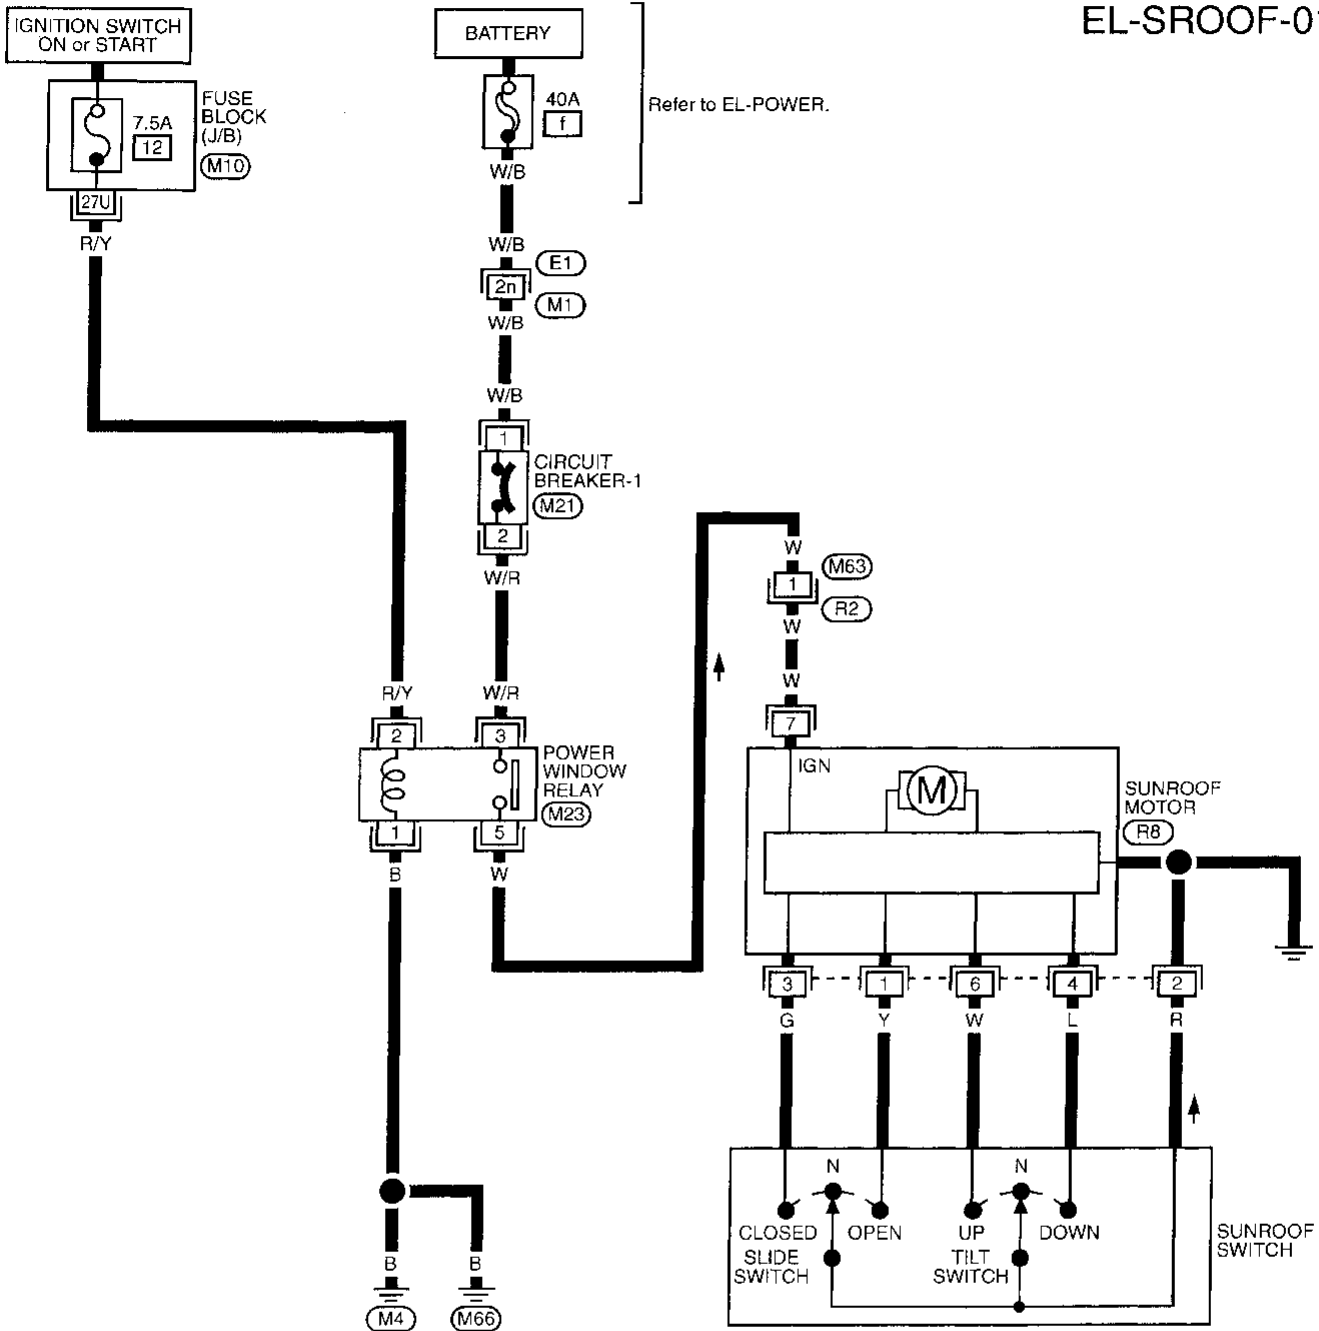 EL-SROOF-01
IGNITION SWITCH
ON or START
BATTERY
FUSE
BLOCK
(J/B)
M10
7.5A
12
40A
f
Refer to EL-POWER.
27U
R/Y
W/B
W/B
E1
2n
M1
W/B
W/B
1
CIRCUIT
BREAKER-1
M21
2
W/R
W
M63
1
R2
W
W
7
R/Y
W/R
2
3
POWER
WINDOW
RELAY
M23
1
5
B
W
IGN
M
SUNROOF
MOTOR
R8
3
1
6
4
2
G
Y
W
L
R
N
N
CLOSED
OPEN
UP
DOWN
SLIDE
SWITCH
TILT
SWITCH
SUNROOF
SWITCH
B
B
M4
M66